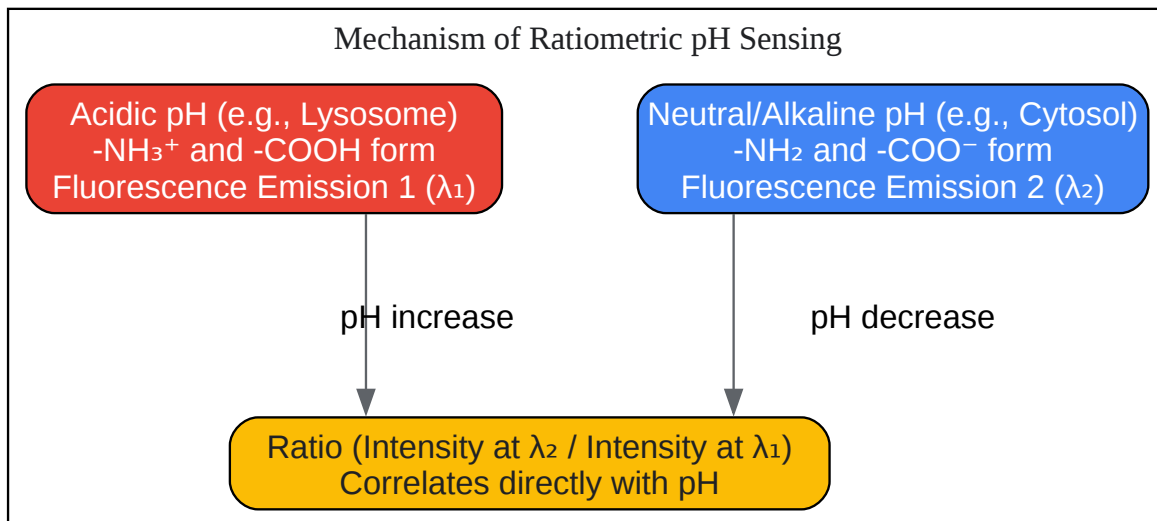 Mechanism of Ratiometric pH Sensing
Acidic pH (e.g., Lysosome)
-NH₃⁺ and -COOH form
Fluorescence Emission 1 (λ₁)
Neutral/Alkaline pH (e.g., Cytosol)
-NH₂ and -COO⁻ form
Fluorescence Emission 2 (λ₂)
pH increase
pH decrease
Ratio (Intensity at λ₂ / Intensity at λ₁)
Correlates directly with pH